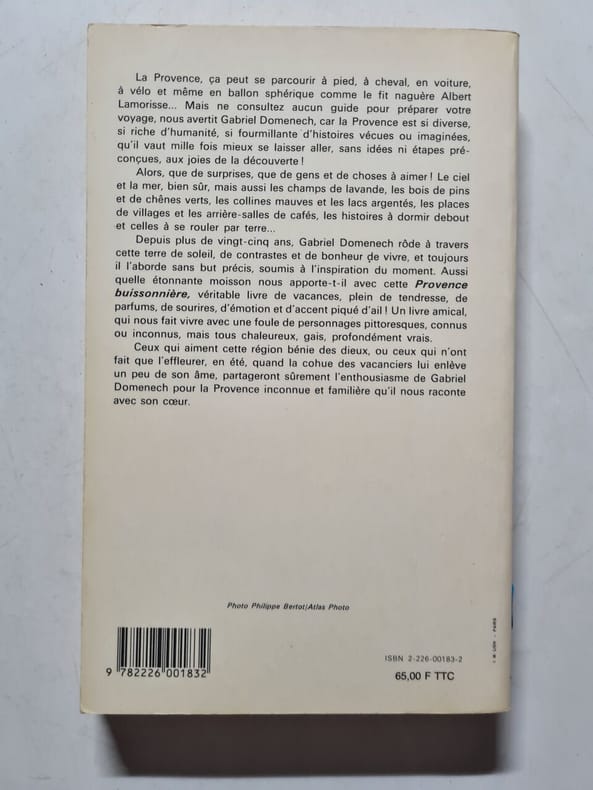 La Provence, ça peut se parcourir à pied, à cheval, en voiture,
à vélo et même en ballon sphérique comme le fit naguère Albert
Lamorisse... Mais ne consultez aucun guide pour préparer votre
voyage, nous avertit Gabriel Domenech, car la Provence est si diverse,
si riche d'humanité, si fourmillante d'histoires vécues ou imaginées,
qu'il vaut mille fois mieux se laisser aller, sans idées ni étapes pré-
conçues, aux joies de la découverte !
Alors, que de surprises, que de gens et de choses à aimer ! Le ciel
et la mer, bien sûr, mais aussi les champs de lavande, les bois de pins
et de chênes verts, les collines mauves et les lacs argentés, les places
de villages et les arrière-salles de cafés, les histoires à dormir debout
et celles à se rouler par terre...
Depuis plus de vingt-cinq ans, Gabriel Domenech rôde à travers
cette terre de soleil, de contrastes et de bonheur de vivre, et toujours
il l'aborde sans but précis, soumis à l'inspiration du moment. Aussi
quelle étonnante moisson nous apporte-t-il avec cette Provence
buissonnière, véritable livre de vacances, plein de tendresse, de
parfums, de sourires, d'émotion et d'accent piqué d'ail ! Un livre amical,
qui nous fait vivre avec une foule de personnages pittoresques, connus
ou inconnus, mais tous chaleureux, gais, profondément vrais.
Ceux qui aiment cette région bénie des dieux, ou ceux qui n'ont
fait que l'effleurer, en été, quand la cohue des vacanciers lui enlève
un peu de son âme, partageront sûrement l'enthousiasme de Gabriel
Domenech pour la Provence inconnue et familière qu'il nous raconte
avec son cœur.
Photo Philippe Bertot/Atlas Photo
ISBN 2-226-00183-2
65,00 F TTC
9 782226 001832